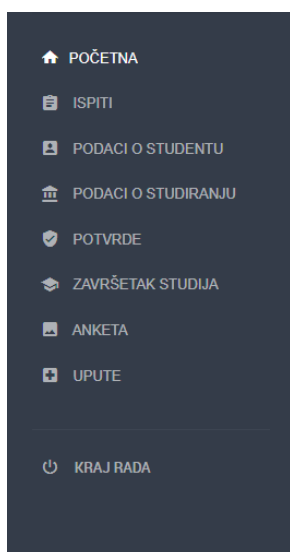 POČETNA
ISPITI
PODACI O STUDENTU
PODACI O STUDIRANJU
POTVRDE
ZAVRŠETAK STUDIJA
ANKETA
UPUTE
KRAJ RADA